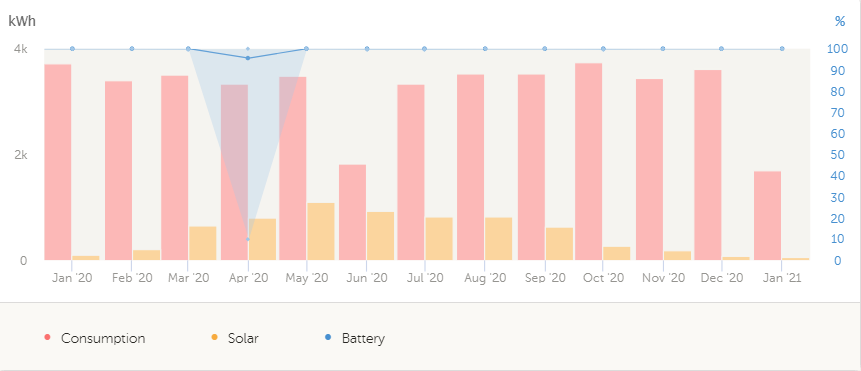 kWh %
4k 100
90
80
70
60
2k 50
40
30
20
10
0 0
Jan '20 Feb '20 Mar '20 Apr '20 May '20 Jun '20 Jul '20 Aug '20 Sep '20 Oct '20 Nov '20 Dec '20 Jan '21
Consumption Solar Battery